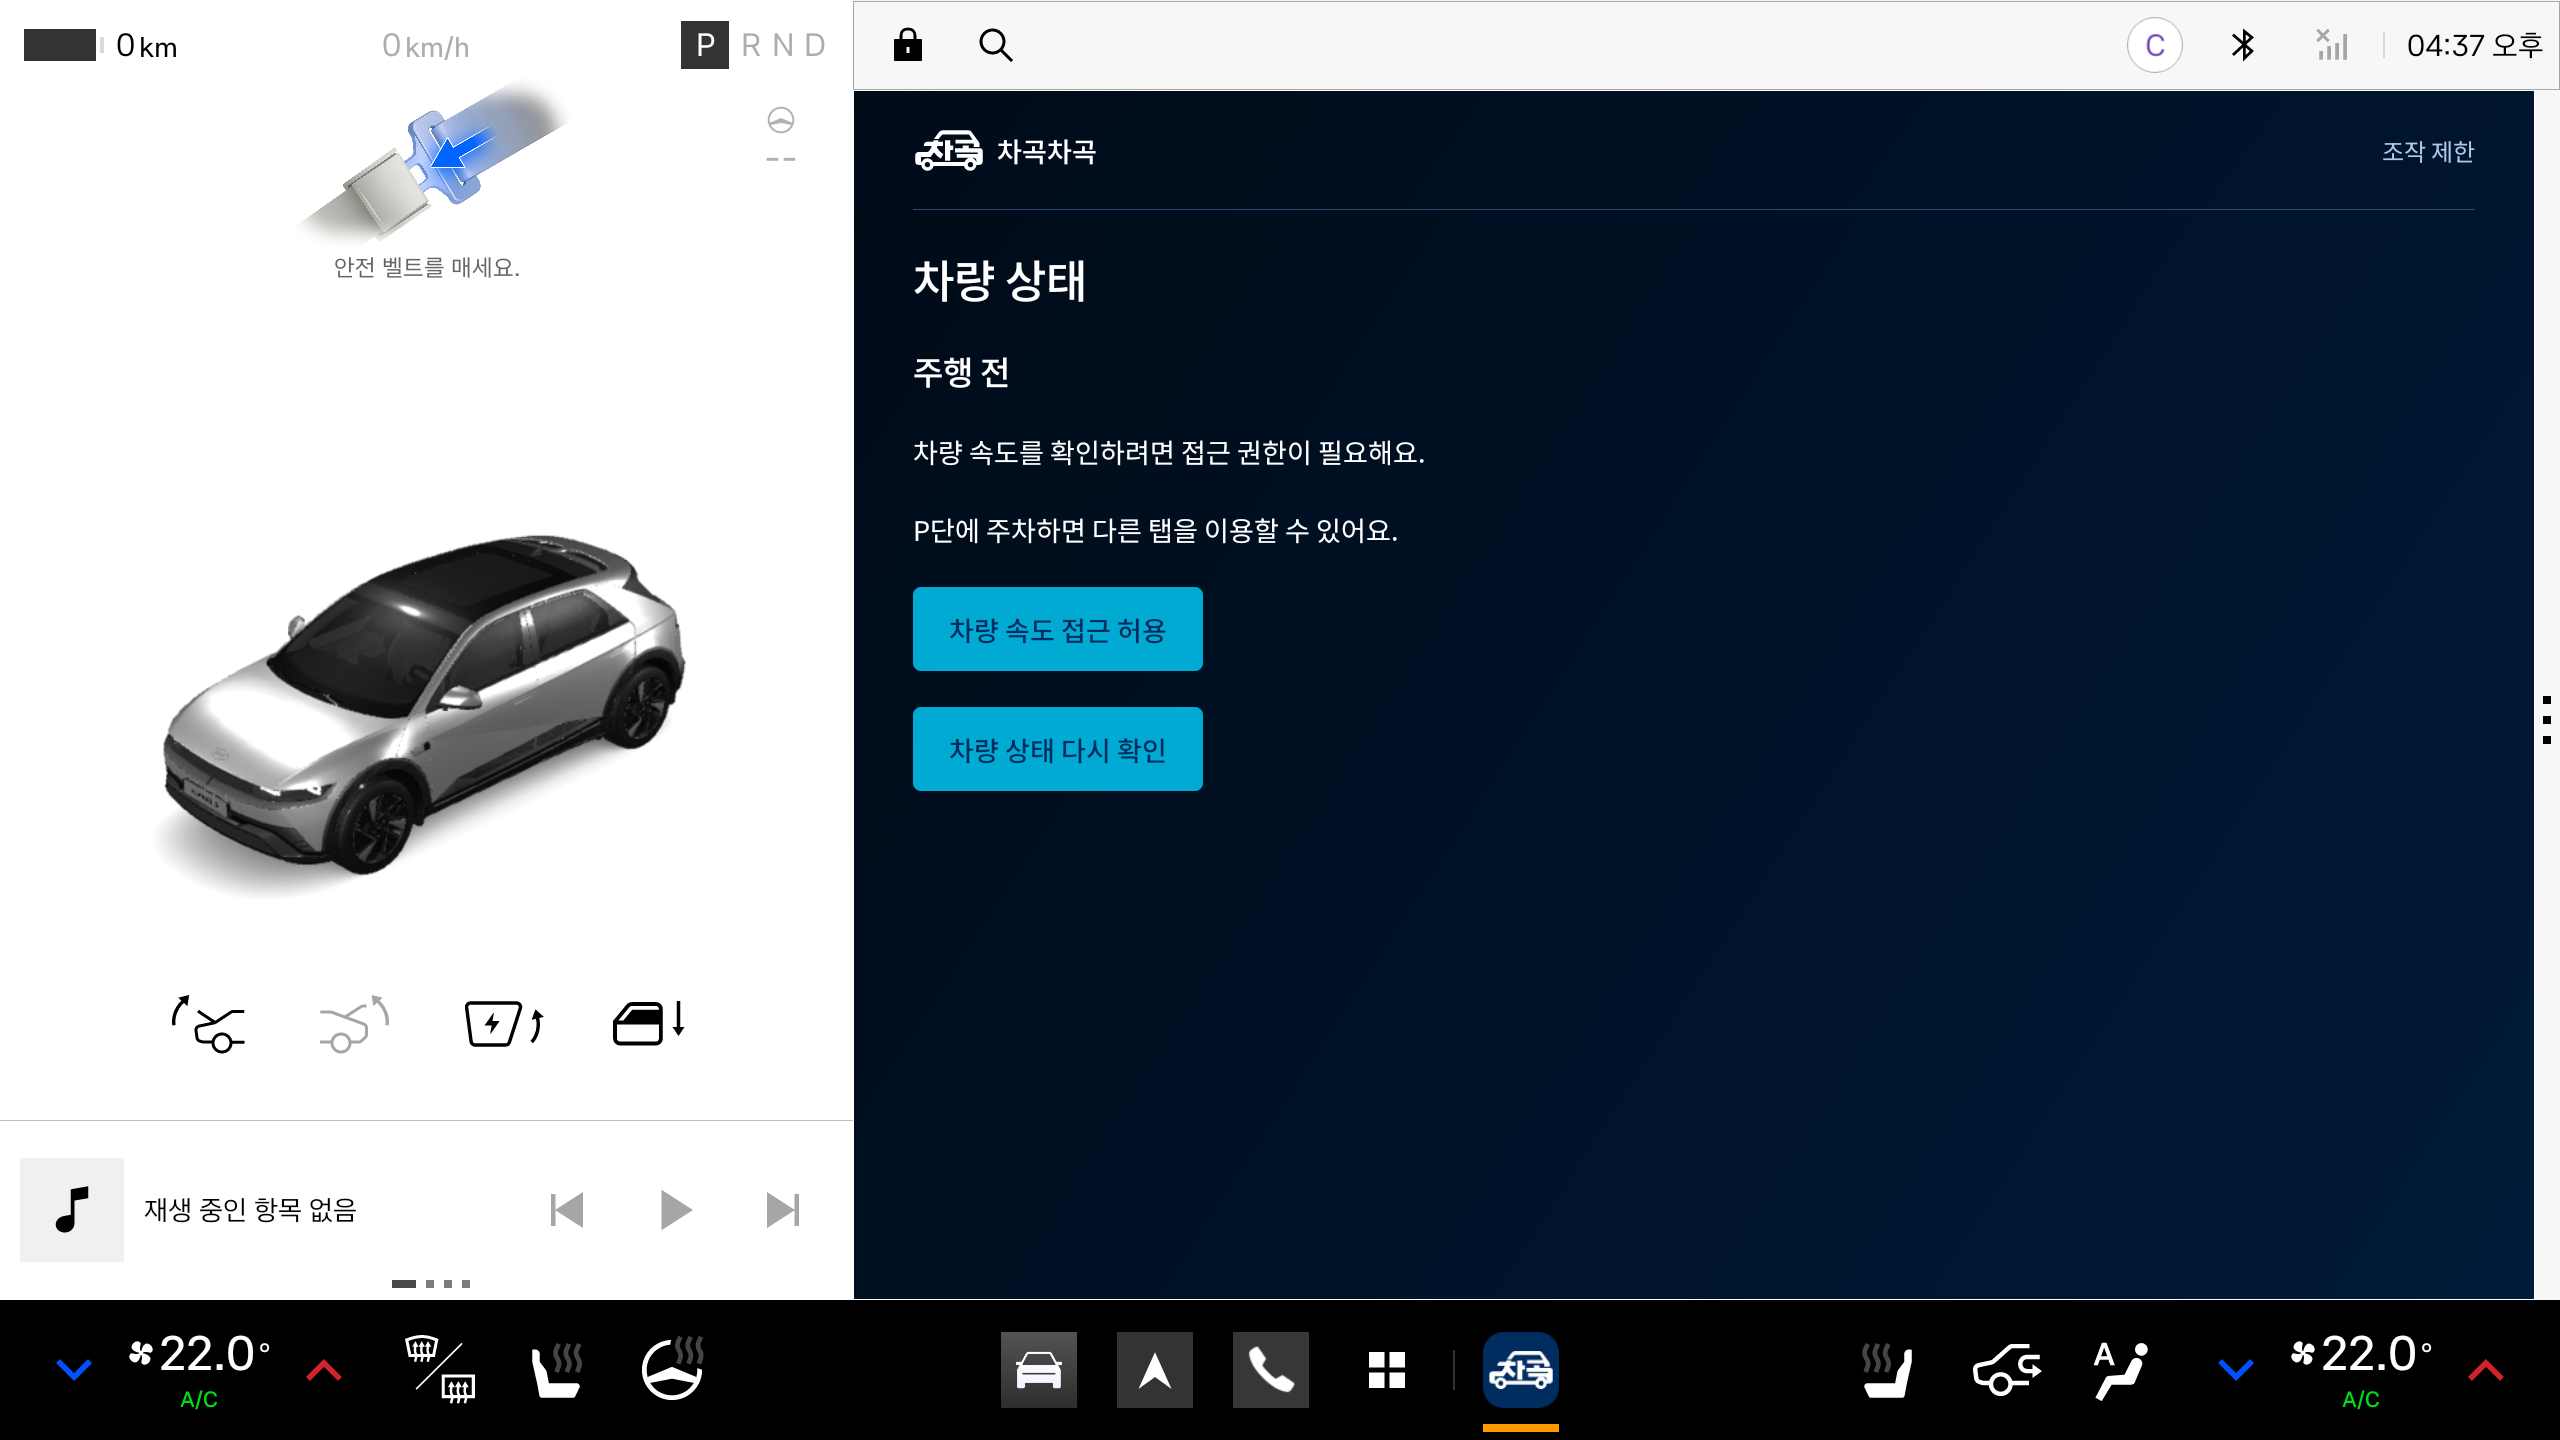 0 km
0 km/h
P R N D
C
04:37 오후
안전 벨트를 매세요.
--
차곡 차곡차곡
조작 제한
차량 상태
주행 전
차량 속도를 확인하려면 접근 권한이 필요해요.
P단에 주차하면 다른 탭을 이용할 수 있어요.
차량 속도 접근 허용
차량 상태 다시 확인
재생 중인 항목 없음
22.0°
A/C
차곡
A
22.0°
A/C